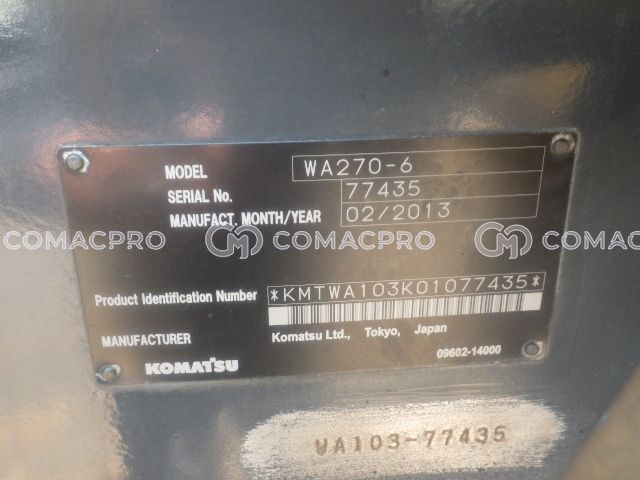 MODEL WA270-6
SERIAL No. 77435
MANUFACT. MONTH/YEAR 02/2013
COMACPRO COMACPRO COMACPRO
Product Identification Number *KMTWA103K01077435*
MANUFACTURER Komatsu Ltd., Tokyo, Japan
KOMATSU 09602-14000
WA103-77435